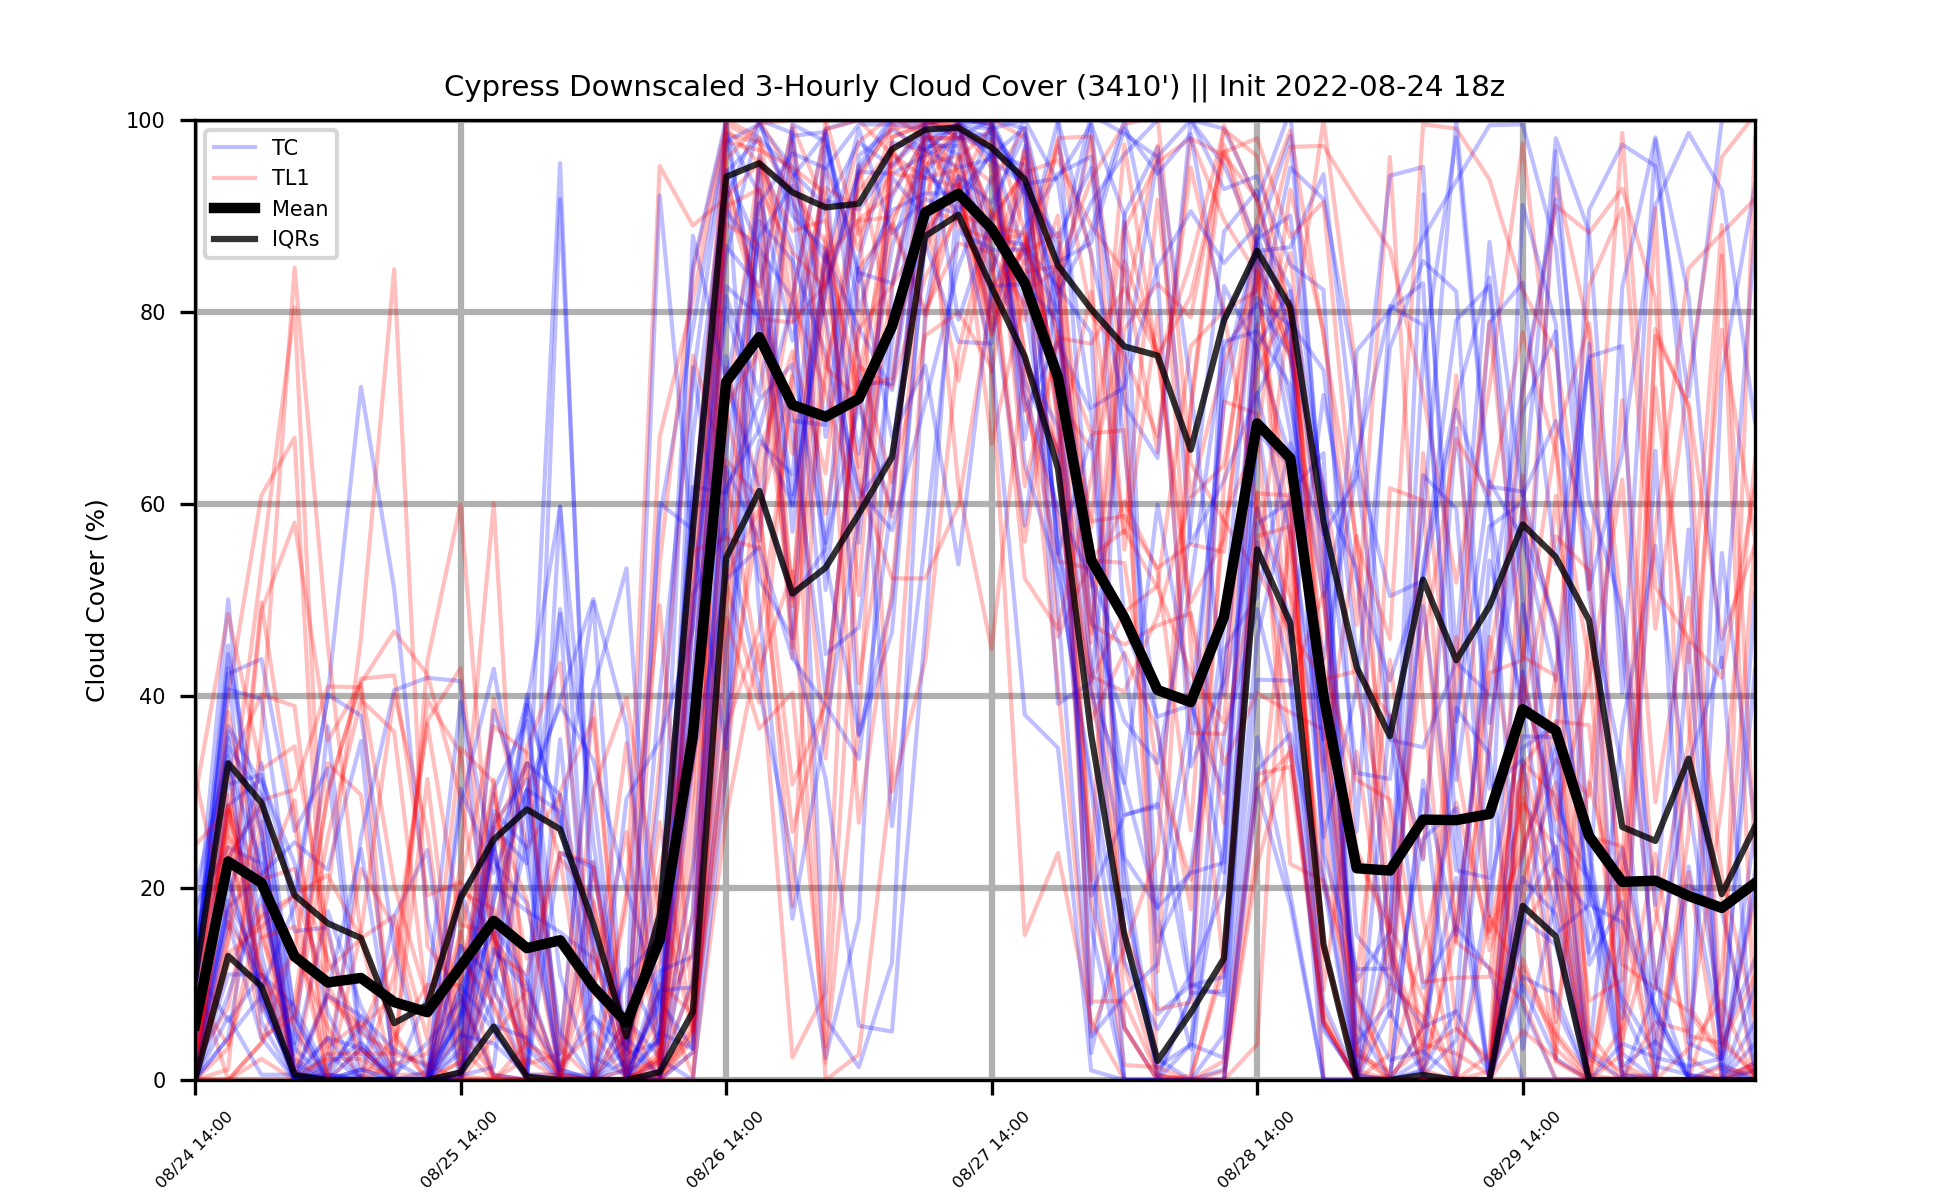 Cypress Downscaled 3-Hourly Cloud Cover (3410') || Init 2022-08-24 18z
100
80
60
40
20
0
Cloud Cover (%)
TC
TL1
Mean
IQRs
08/24 14:00
08/25 14:00
08/26 14:00
08/27 14:00
08/28 14:00
08/29 14:00